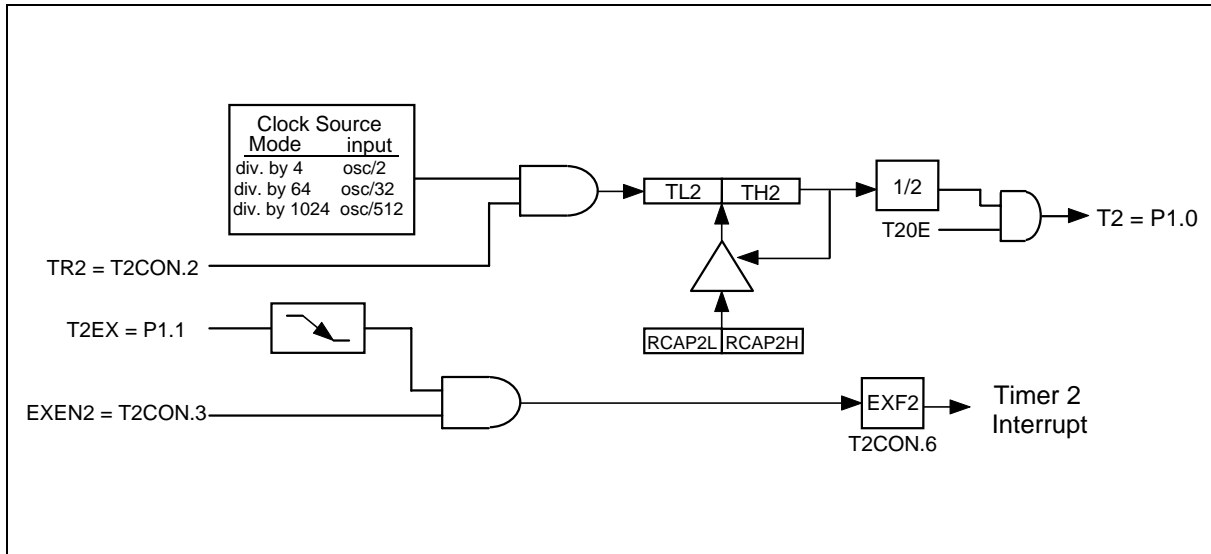 Clock Source
Mode input
div. by 4 osc/2
div. by 64 osc/32
div. by 1024 osc/512
TL2 TH2
1/2
T20E
T2 = P1.0
TR2 = T2CON.2
T2EX = P1.1
RCAP2L RCAP2H
EXEN2 = T2CON.3
EXF2
T2CON.6
Timer 2
Interrupt